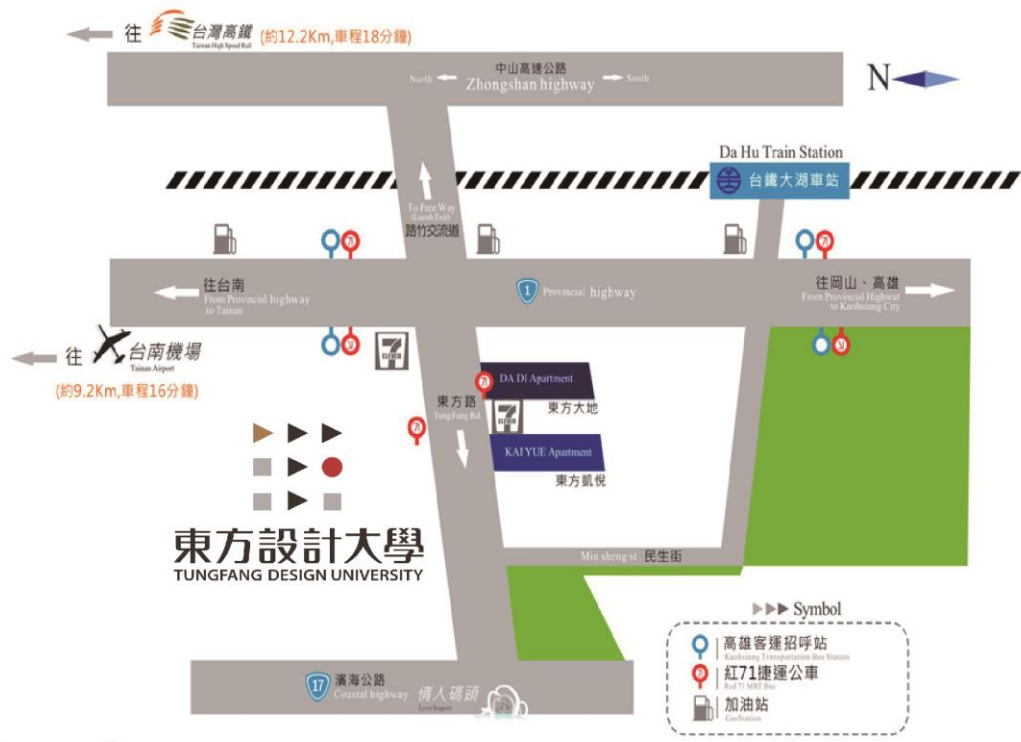 往 台灣高鐵 (約12.2Km,車程18分鐘)
Taiwan High Speed Rail
中山高速公路
North South
Zhongshan highway
N
Da Hu Train Station
台鐵大湖車站
To Free Way
路竹交流道
71
71
往台南
From Provincial highway
to Tainan
1 Provincial highway
往岡山、高雄
From Provincial Highwat
to Kaohsiung City
往 台南機場
Tainan Airport
(約9.2Km,車程16分鐘)
7
ELEVEN
DA DI Apartment
東方大地
東方路
Tung Fang Rd
7
ELEVEN
KAI YUE Apartment
東方凱悅
東方設計大學
TUNGFANG DESIGN UNIVERSITY
Min sheng st. 民生街
Symbol
高雄客運招呼站
Kaohsiung Transportation Bus Station
紅71捷運公車
Red 71 MRT Bus
加油站
GasStation
17 濱海公路
Coastal highway
情人碼頭